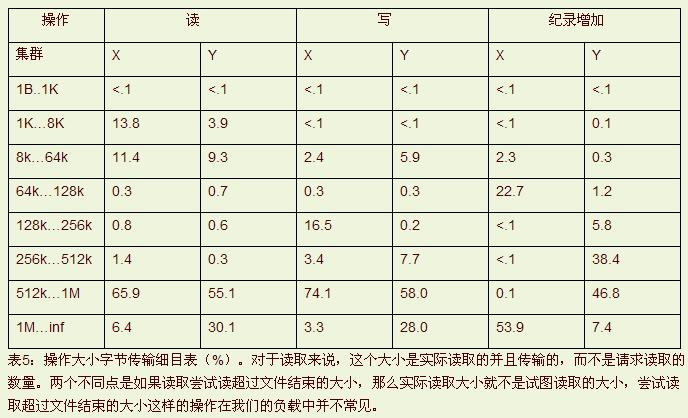 操作 读 写 纪录增加
集群 X Y X Y X Y
1B..1K <.1 <.1 <.1 <.1 <.1 <.1
1K…8K 13.8 3.9 <.1 <.1 <.1 0.1
8k…64k 11.4 9.3 2.4 5.9 2.3 0.3
64k…128k 0.3 0.7 0.3 0.3 22.7 1.2
128k…256k 0.8 0.6 16.5 0.2 <.1 5.8
256k…512k 1.4 0.3 3.4 7.7 <.1 38.4
512k…1M 65.9 55.1 74.1 58.0 0.1 46.8
1M…inf 6.4 30.1 3.3 28.0 53.9 7.4
表5：操作大小字节传输细目表（%）。对于读取来说，这个大小是实际读取的并且传输的，而不是请求读取的
数量。两个不同点是如果读取尝试读超过文件结束的大小，那么实际读取大小就不是试图读取的大小，尝试读
取超过文件结束的大小这样的操作在我们的负载中并不常见。